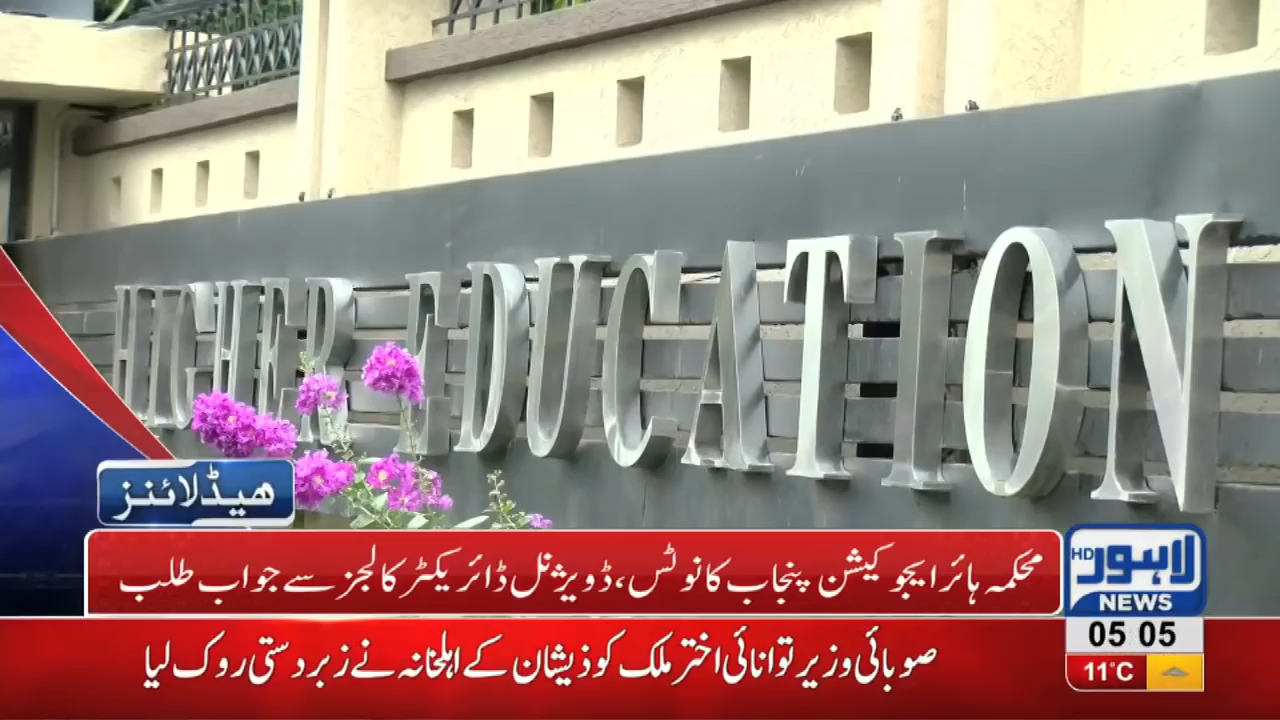 HIGHER EDUCATION
ھیڈلائنز
محکمہ ہائر ایجوکیشن پنجاب کا نوٹس، ڈویژنل ڈائریکٹر کالجز سے جواب طلب
HD لاہور
NEWS
05 05
صوبائی وزیر توانائی اختر ملک کو ذیشان کے اہلخانہ نے زبردستی روک لیا
11°C